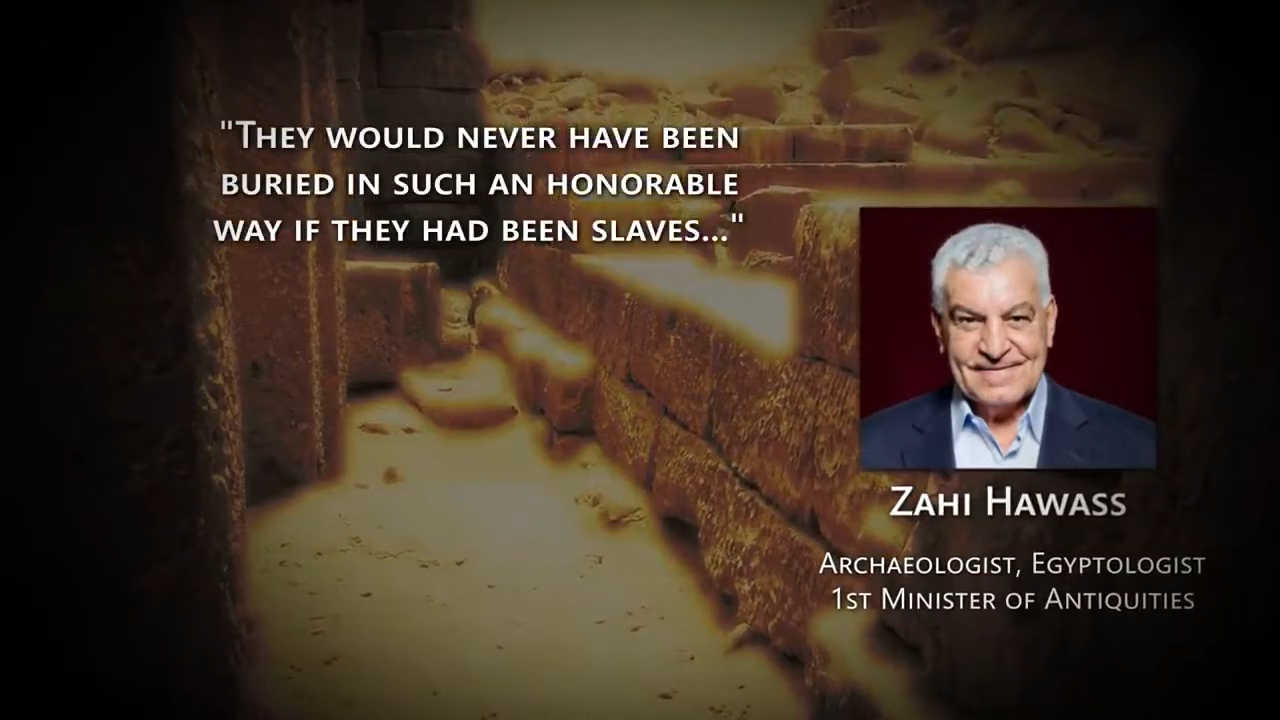 "They would never have been
buried in such an honorable
way if they had been slaves..."
Zahi Hawass
Archaeologist, Egyptologist
1st Minister of Antiquities